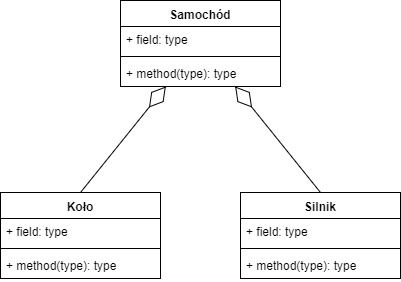 Samochód
+ field: type
+ method(type): type
Koło
+ field: type
+ method(type): type
Silnik
+ field: type
+ method(type): type